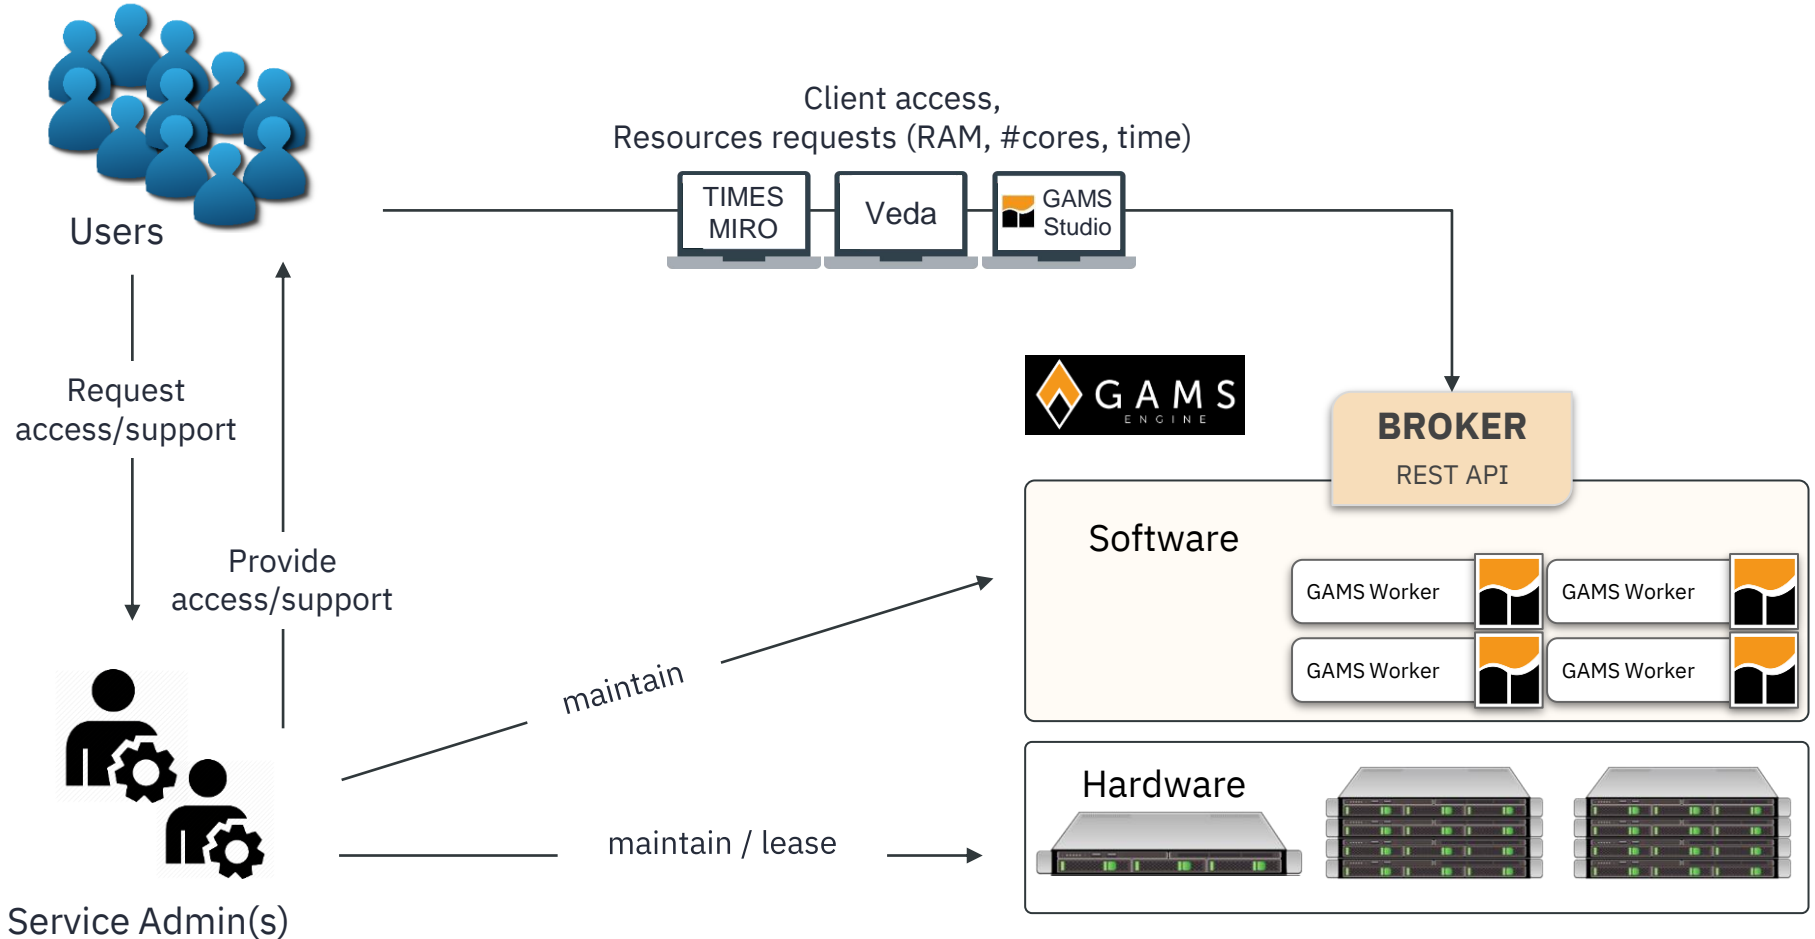 Client access,
Resources requests (RAM, #cores, time)
TIMES
MIRO
Veda
GAMS
Studio
Users
Request
access/support
Provide
access/support
GAMS
ENGINE
BROKER
REST API
Software
GAMS Worker
GAMS Worker
GAMS Worker
GAMS Worker
maintain
Hardware
maintain / lease
Service Admin(s)